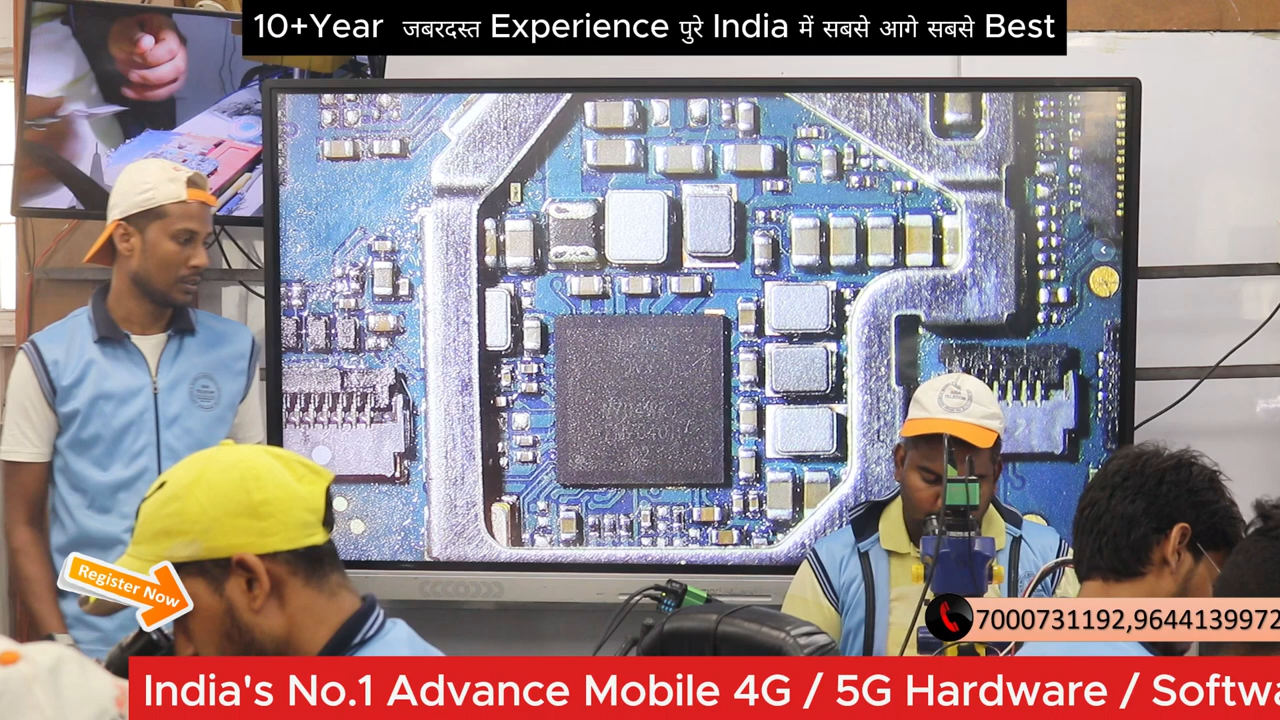 10+Year जबरदस्त Experience पुरे India में सबसे आगे सबसे Best
Register Now
7000731192,9644139972
India's No.1 Advance Mobile 4G / 5G Hardware / Softwa